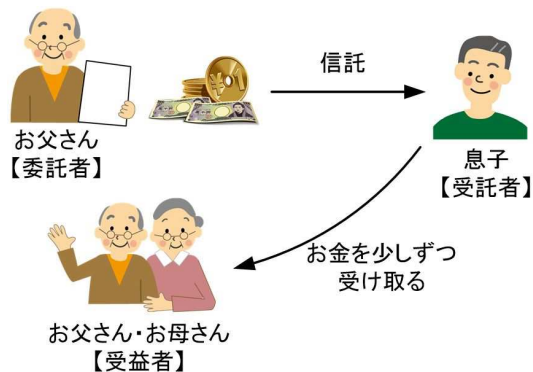 信託
お父さん
【委託者】
息子
【受託者】
お金を少しずつ
受け取る
お父さん・お母さん
【受益者】